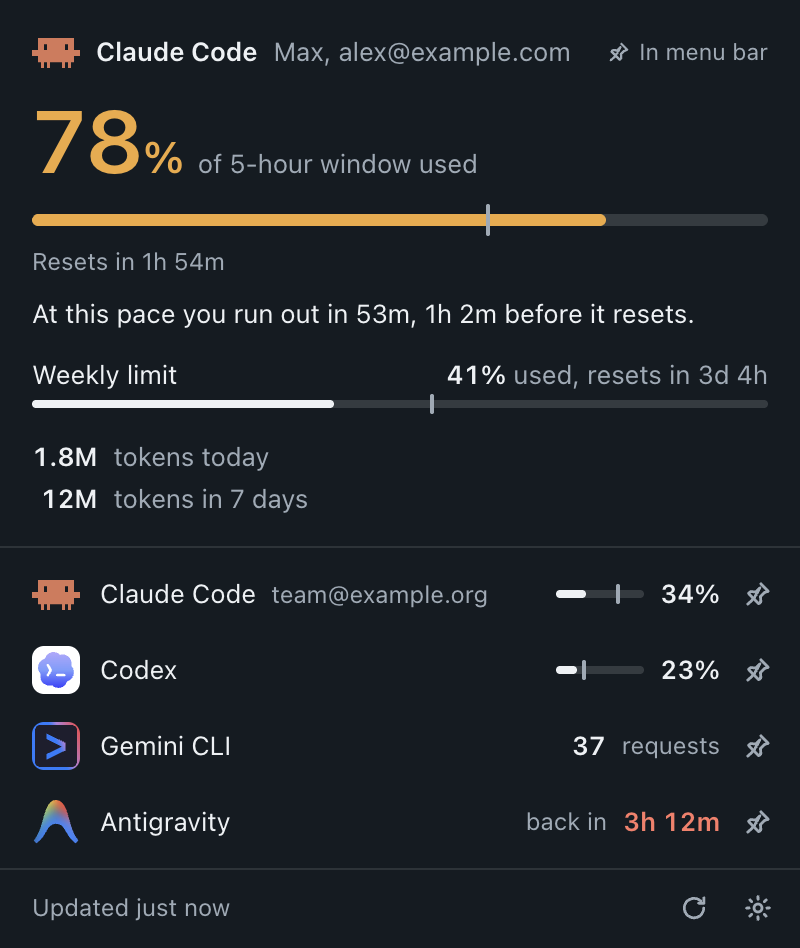 Claude Code Max, alex@example.com In menu bar
78% of 5-hour window used
Resets in 1h 54m
At this pace you run out in 53m, 1h 2m before it resets.
Weekly limit 41% used, resets in 3d 4h
1.8M tokens today
12M tokens in 7 days
Claude Code team@example.org 34%
Codex 23%
Gemini CLI 37 requests
Antigravity back in 3h 12m
Updated just now